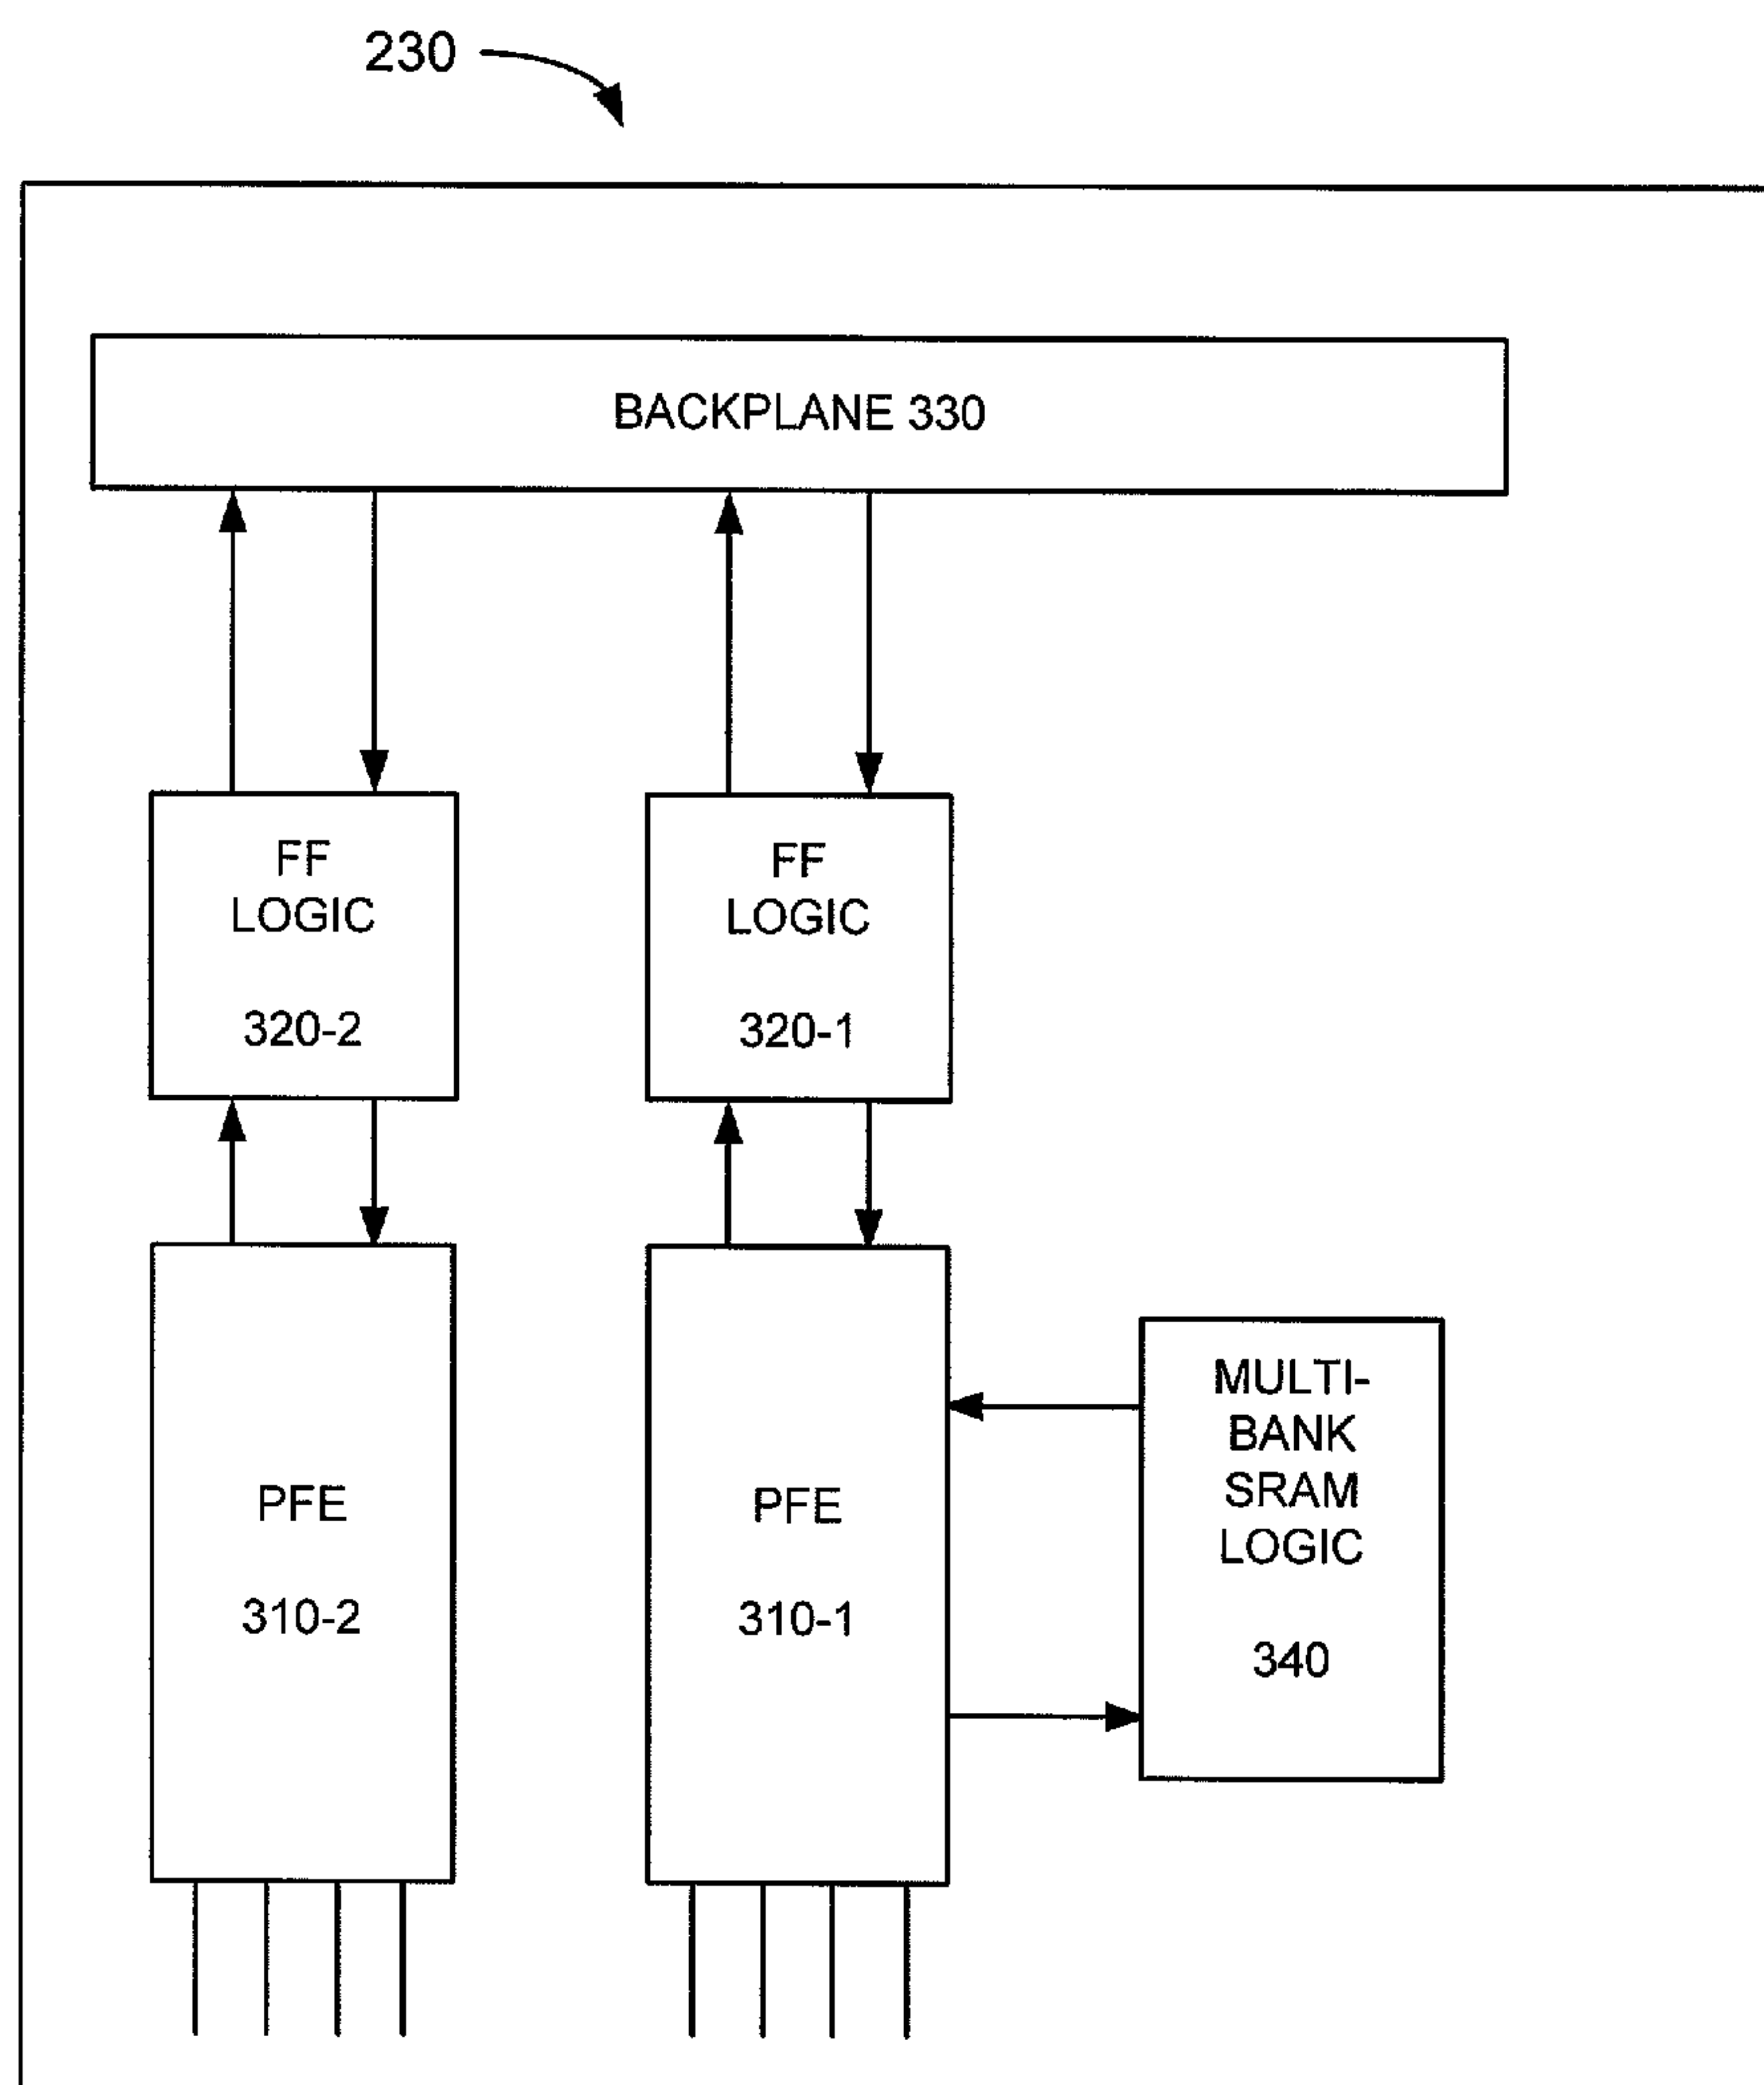 230
BACKPLANE 330
FF
LOGIC
320-2
FF
LOGIC
320-1
PFE
310-2
PFE
310-1
MULTI-
BANK
SRAM
LOGIC
340